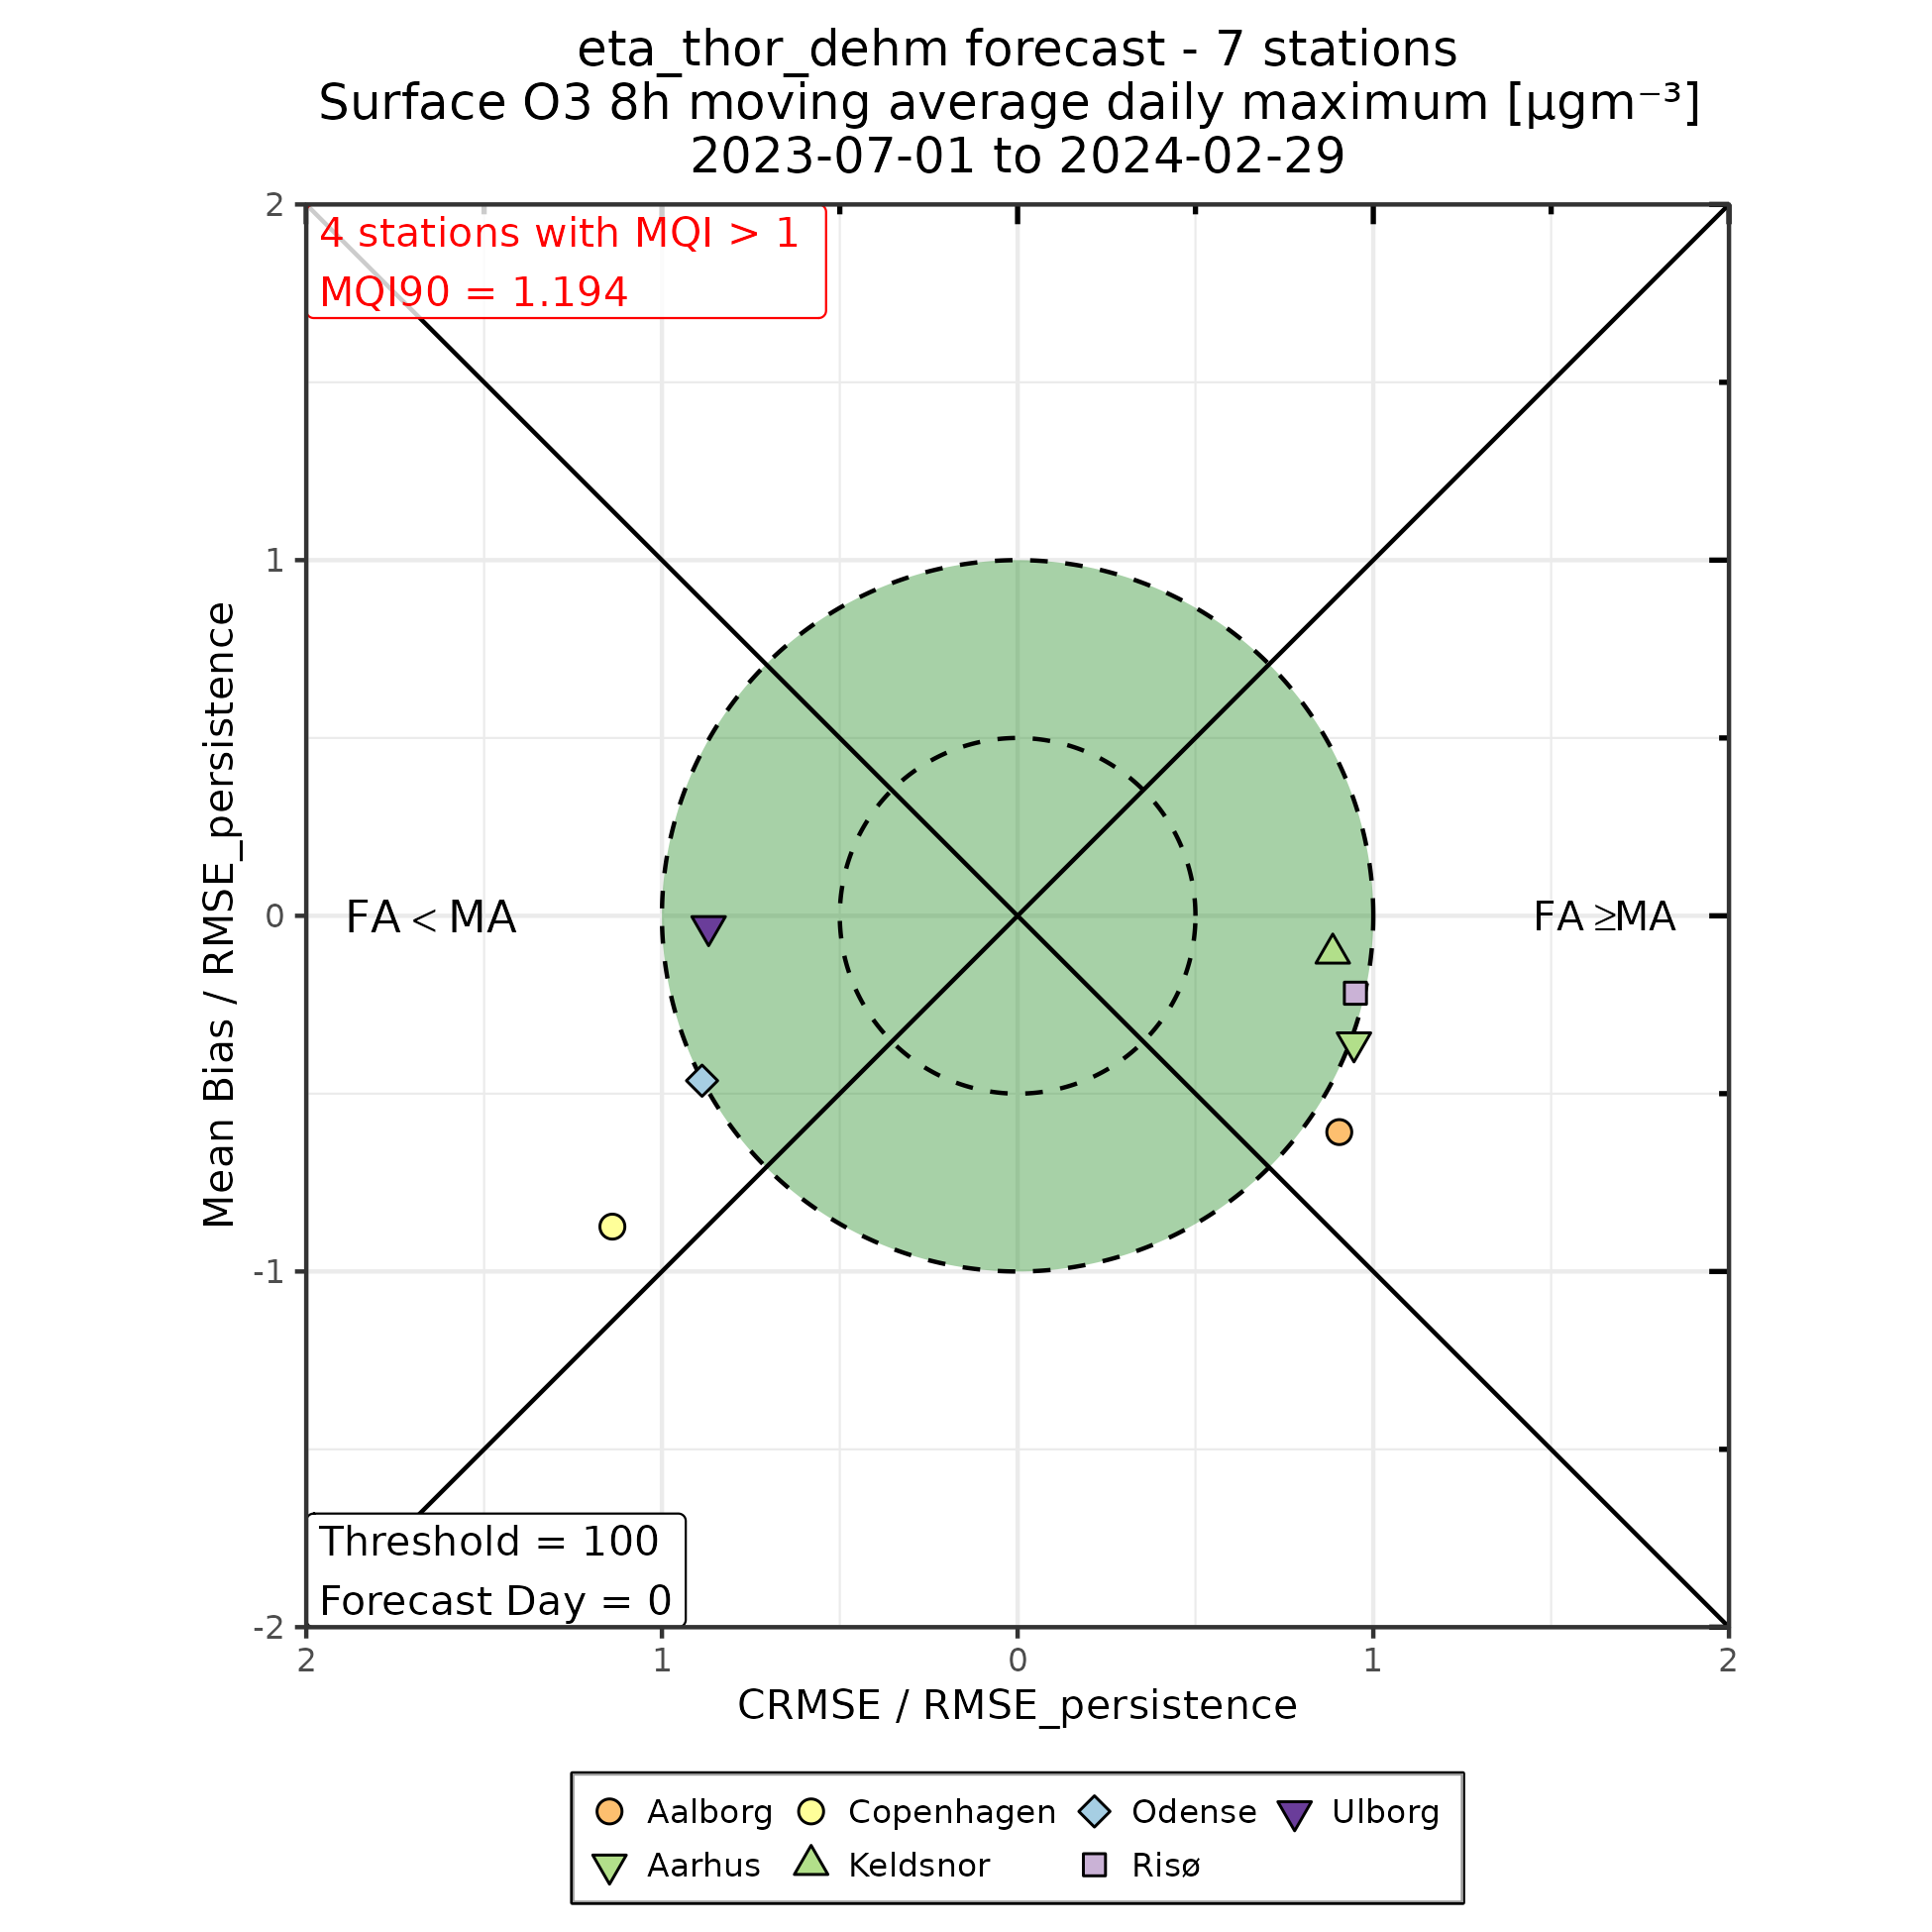 eta_thor_dehm forecast - 7 stations
Surface O3 8h moving average daily maximum [µgm⁻³]
2023-07-01 to 2024-02-29
4 stations with MQI > 1
MQI90 = 1.194
2
1
0
-1
-2
Mean Bias / RMSE_persistence
FA < MA
FA ≥MA
Threshold = 100
Forecast Day = 0
2 1 0 1 2
CRMSE / RMSE_persistence
Aalborg Copenhagen Odense Ulborg
Aarhus Keldsnor Risø